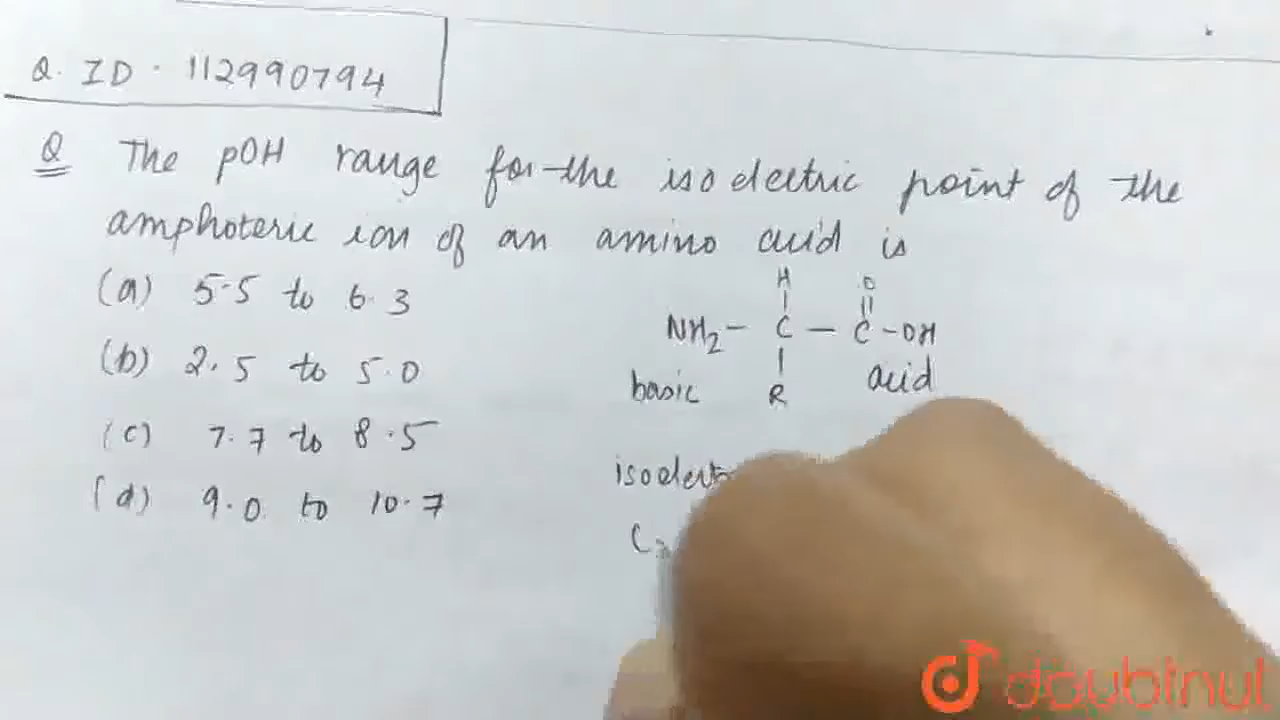 Q. ID. 112990794
Q The pOH range for the isoelectric point of the
amphoteric ion of an amino acid is
(a) 5.5 to 6.3
(b) 2.5 to 5.0
(c) 7.7 to 8.5
(d) 9.0 to 10.7
H O
NH2- C - C-OH
basic R acid
doubtnut